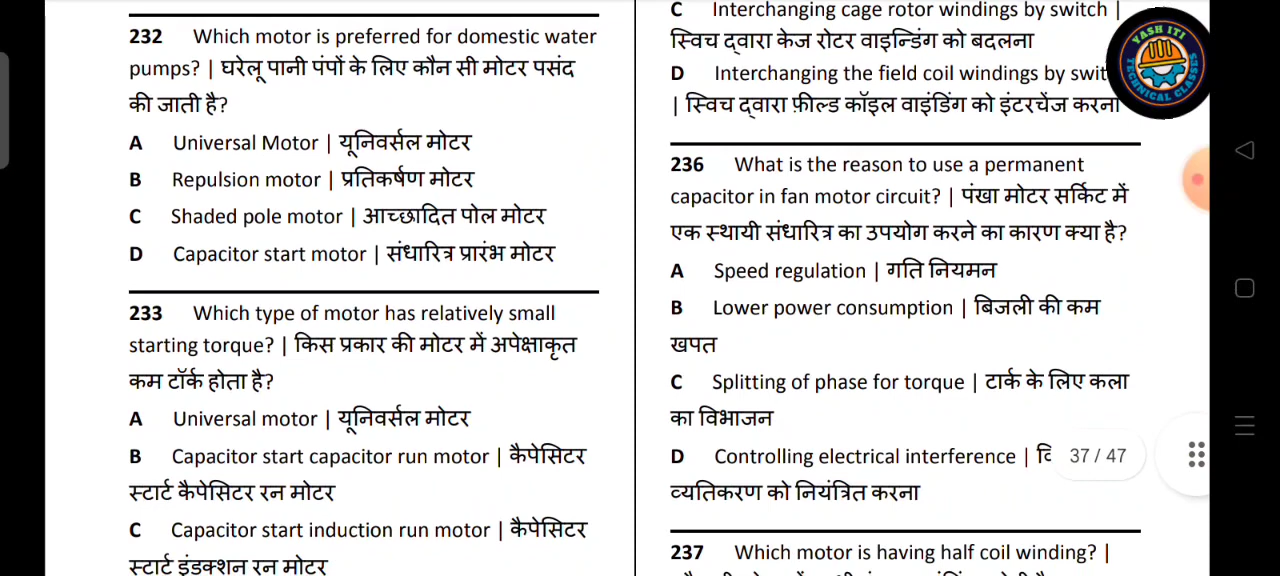 232 Which motor is preferred for domestic water
pumps? | घरेलू पानी पंपों के लिए कौन सी मोटर पसंद
की जाती है?
A Universal Motor | यूनिवर्सल मोटर
B Repulsion motor | प्रतिकर्षण मोटर
C Shaded pole motor | आच्छादित पोल मोटर
D Capacitor start motor | संधारित्र प्रारंभ मोटर
233 Which type of motor has relatively small
starting torque? | किस प्रकार की मोटर में अपेक्षाकृत
कम टॉर्क होता है?
A Universal motor | यूनिवर्सल मोटर
B Capacitor start capacitor run motor | कैपेसिटर
स्टार्ट कैपेसिटर रन मोटर
C Capacitor start induction run motor | कैपेसिटर
स्टार्ट इंडक्शन रन मोटर
C Interchanging cage rotor windings by switch |
स्विच द्वारा केज रोटर वाइन्डिंग को बदलना
D Interchanging the field coil windings by
| स्विच द्वारा फ़ील्ड कॉइल वाइंडिंग को इंटरचेंज करना
236 What is the reason to use a permanent
capacitor in fan motor circuit? | पंखा मोटर सर्किट में
एक स्थायी संधारित्र का उपयोग करने का कारण क्या है?
A Speed regulation | गति नियमन
B Lower power consumption | बिजली की कम
खपत
C Splitting of phase for torque | टार्क के लिए कला
का विभाजन
D Controlling electrical interference |
व्यतिकरण को नियंत्रित करना
237 Which motor is having half coil winding? |
YASH ITI
TECHNICAL CLASSES
37 / 47